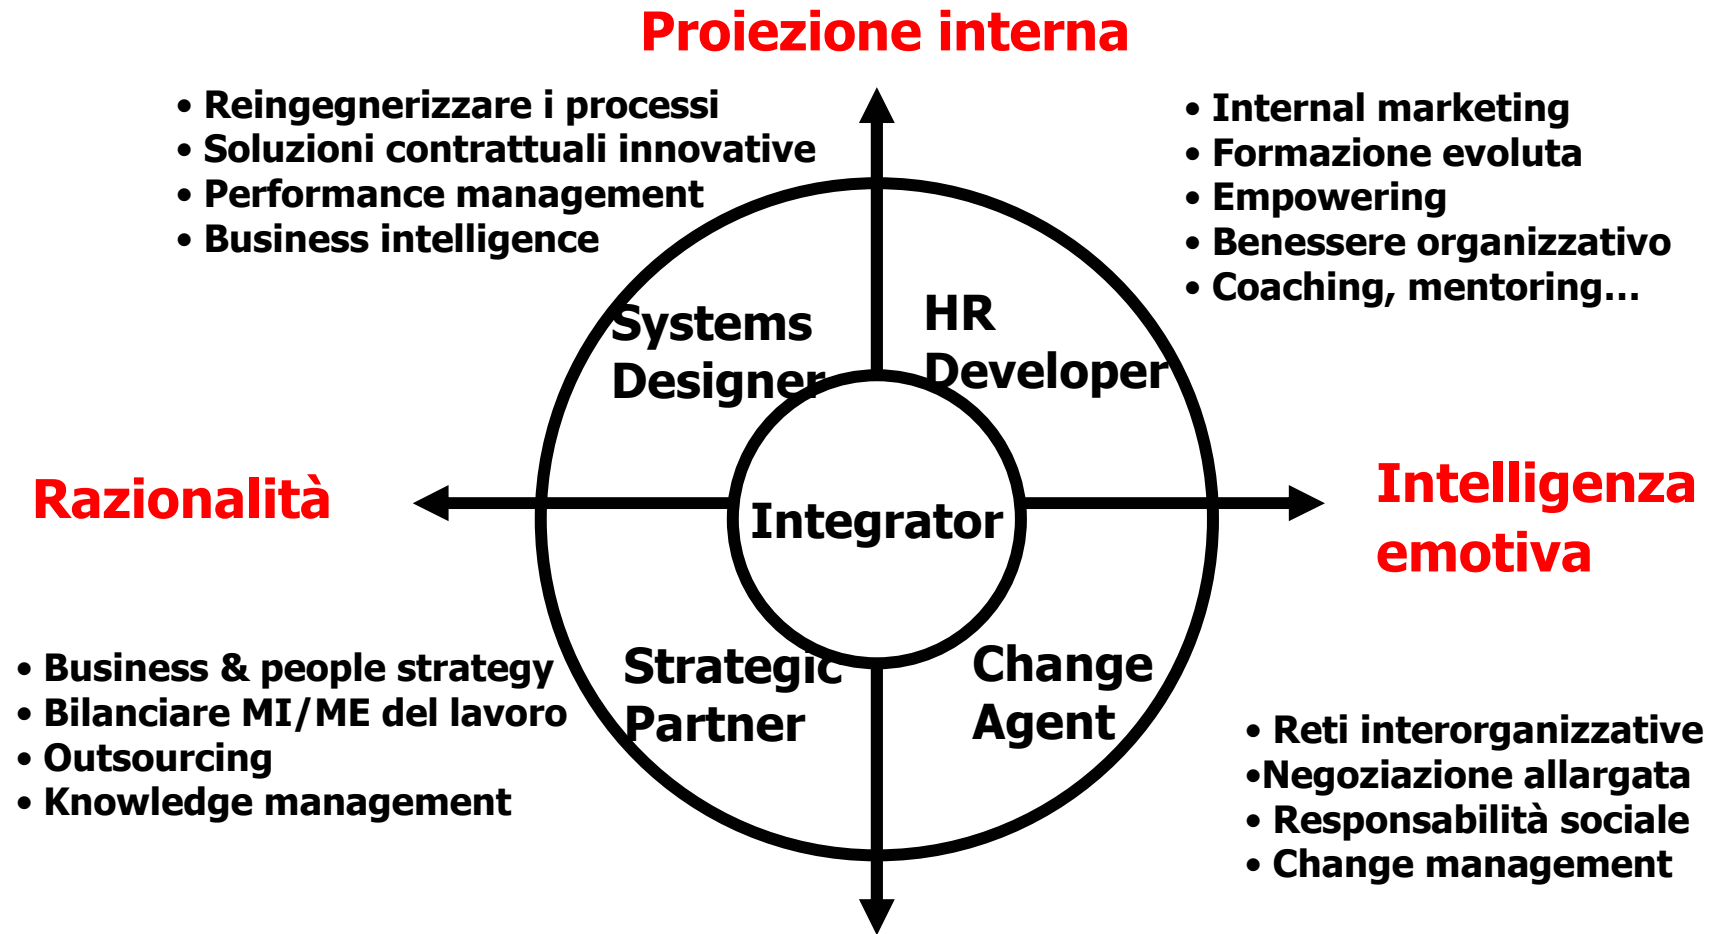 Proiezione interna
• Reingegnerizzare i processi
• Soluzioni contrattuali innovative
• Performance management
• Business intelligence
• Internal marketing
• Formazione evoluta
• Empowering
• Benessere organizzativo
• Coaching, mentoring...
Systems
Designer
HR
Developer
Razionalità
Integrator
Intelligenza
emotiva
• Business & people strategy
• Bilanciare MI/ME del lavoro
• Outsourcing
• Knowledge management
Strategic
Partner
Change
Agent
• Reti interorganizzative
•Negoziazione allargata
• Responsabilità sociale
• Change management